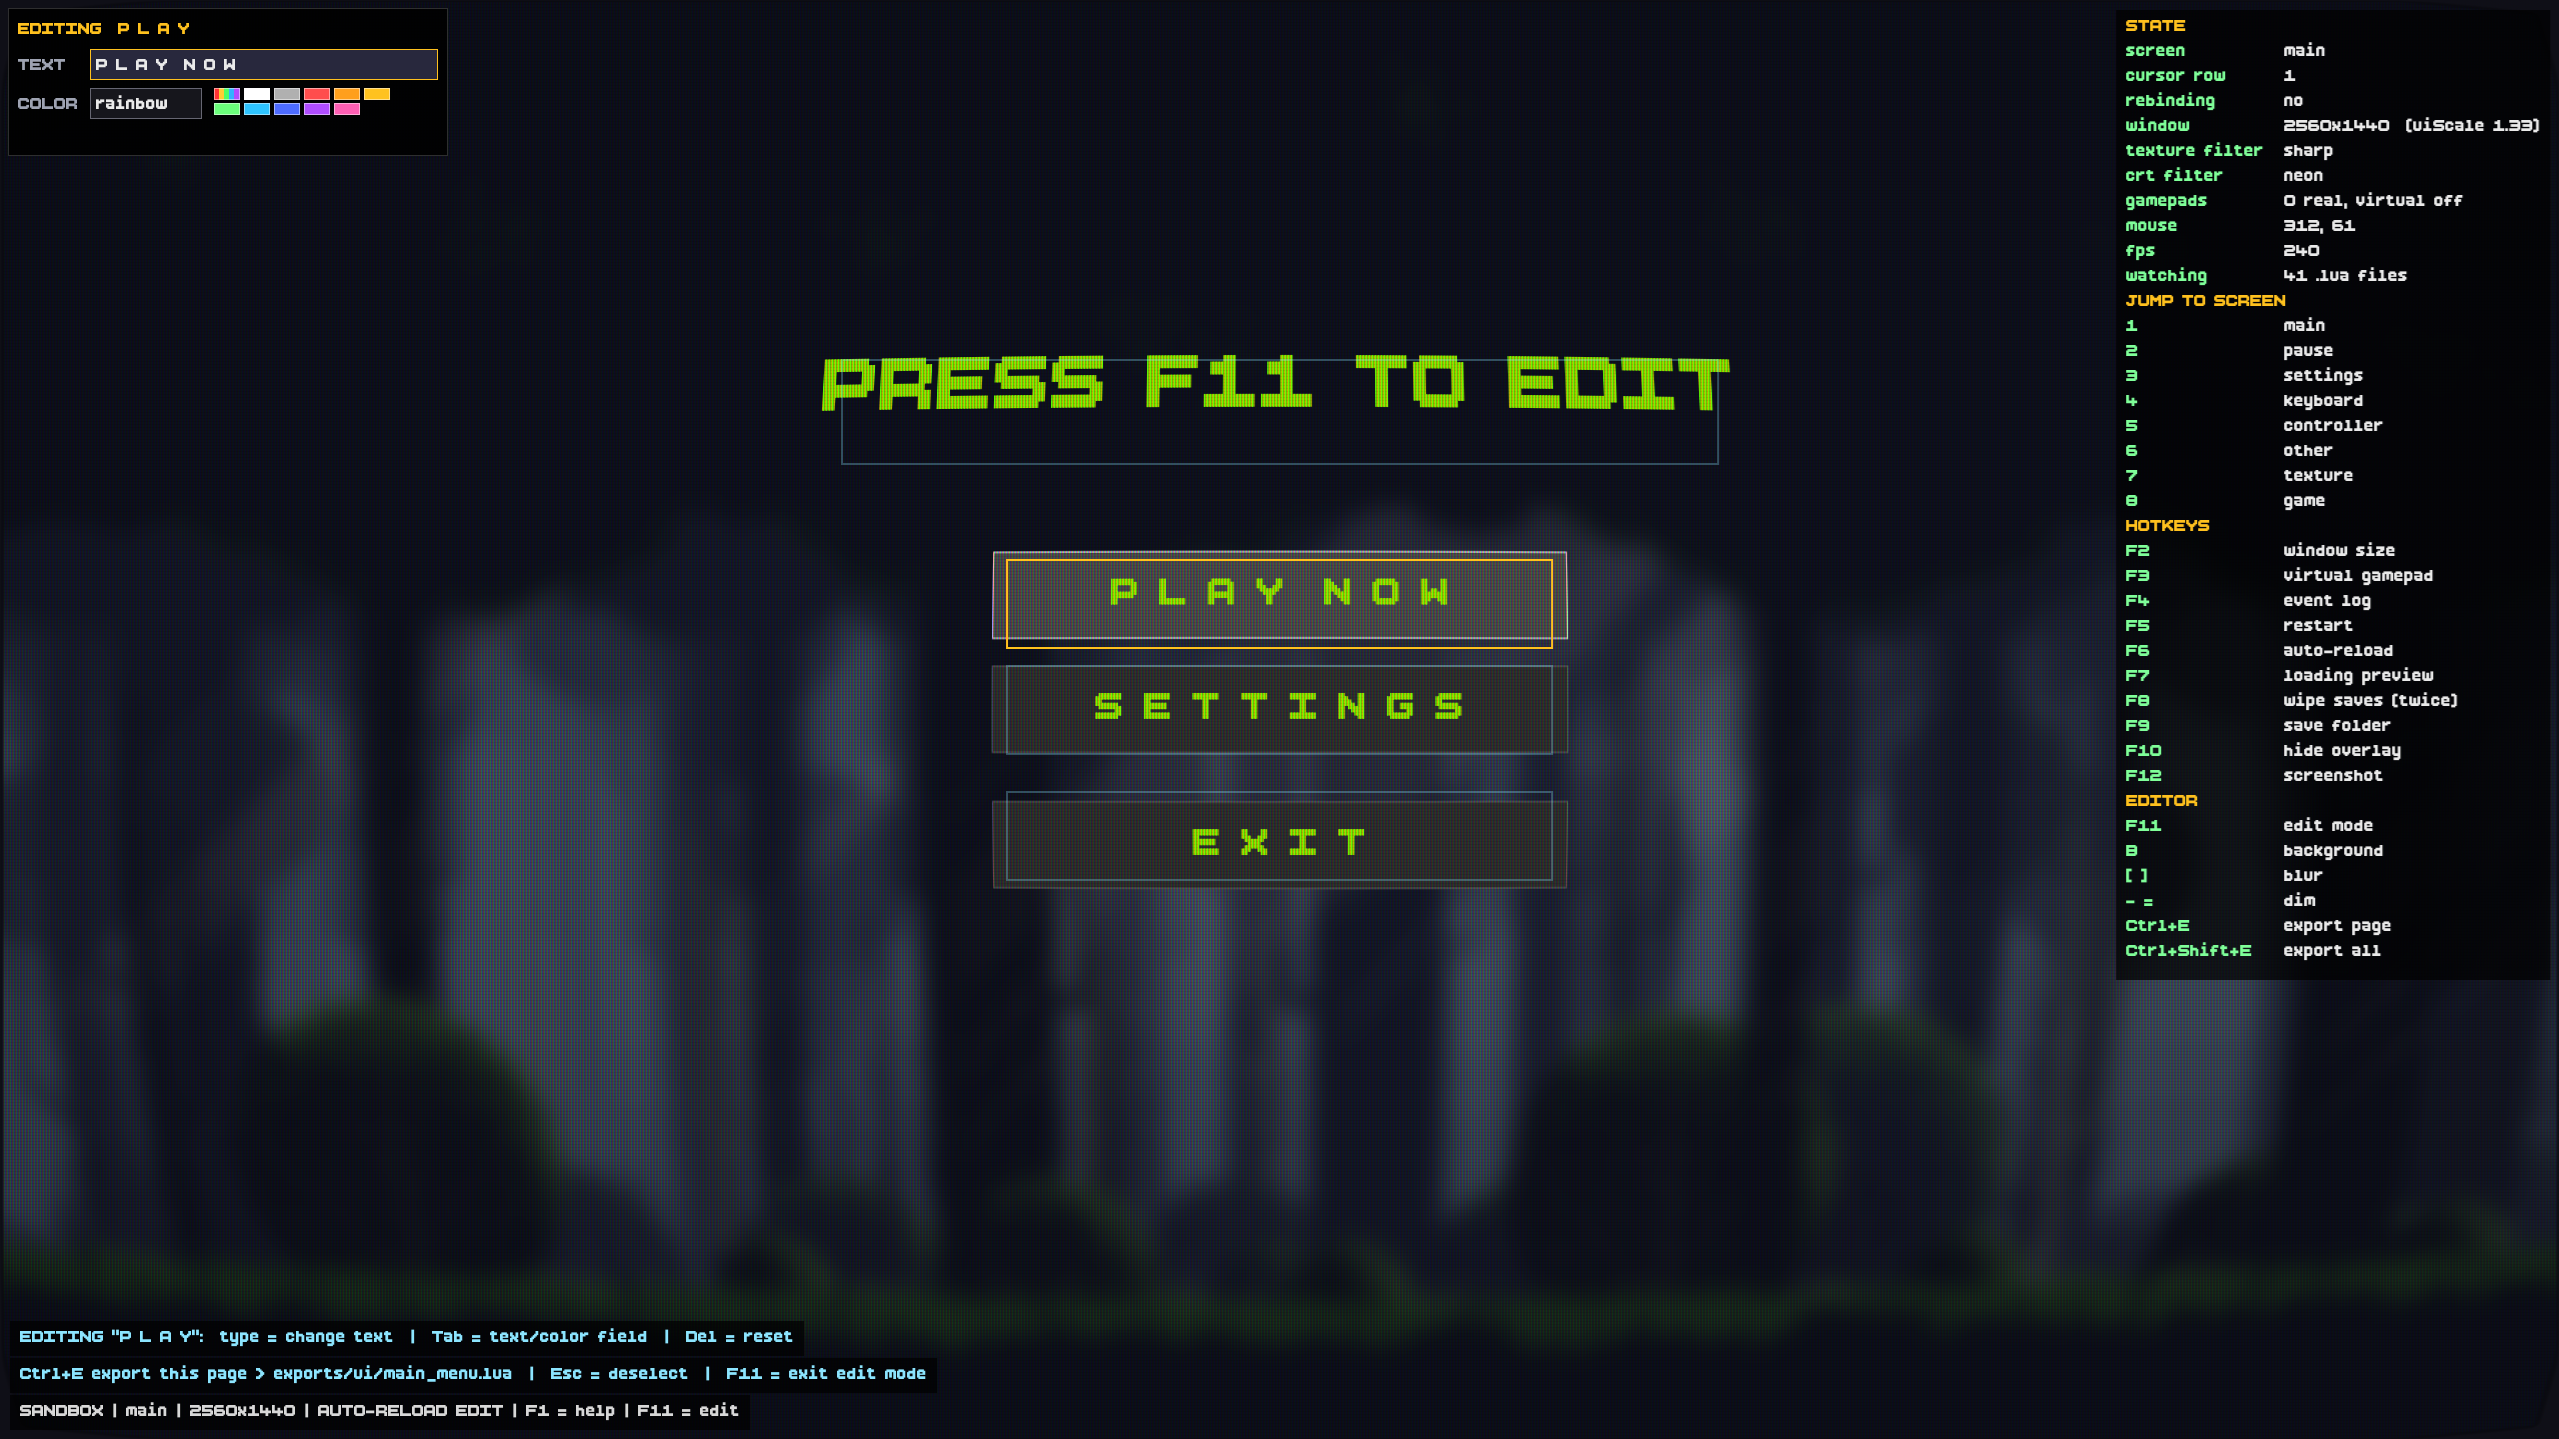 EDITING P L A Y
TEXT P L A Y N O W
COLOR rainbow
PRESS F11 TO EDIT
P L A Y N O W
S E T T I N G S
E X I T
STATE
screen main
cursor row 1
rebinding no
window 2560x1440 (uiScale 1.33)
texture filter sharp
crt filter neon
gamepads 0 real, virtual off
mouse 312, 61
fps 240
watching 41 .lua files
JUMP TO SCREEN
1 main
2 pause
3 settings
4 keyboard
5 controller
6 other
7 texture
8 game
HOTKEYS
F2 window size
F3 virtual gamepad
F4 event log
F5 restart
F6 auto-reload
F7 loading preview
F8 wipe saves (twice)
F9 save folder
F10 hide overlay
F12 screenshot
EDITOR
F11 edit mode
B background
[ ] blur
- = dim
Ctrl+E export page
Ctrl+Shift+E export all
EDITING "P L A Y": type = change text | Tab = text/color field | Del = reset
Ctrl+E export this page > exports/ui/main_menu.lua | Esc = deselect | F11 = exit edit mode
SANDBOX | main | 2560x1440 | AUTO-RELOAD EDIT | F1 = help | F11 = edit